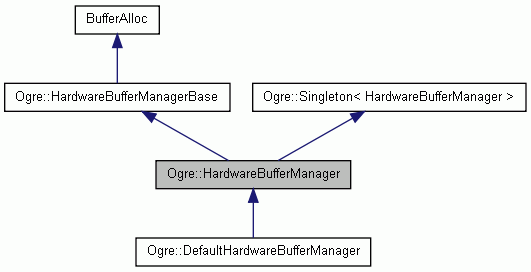 BufferAlloc
Ogre::HardwareBufferManagerBase
Ogre::Singleton< HardwareBufferManager >
Ogre::HardwareBufferManager
Ogre::DefaultHardwareBufferManager